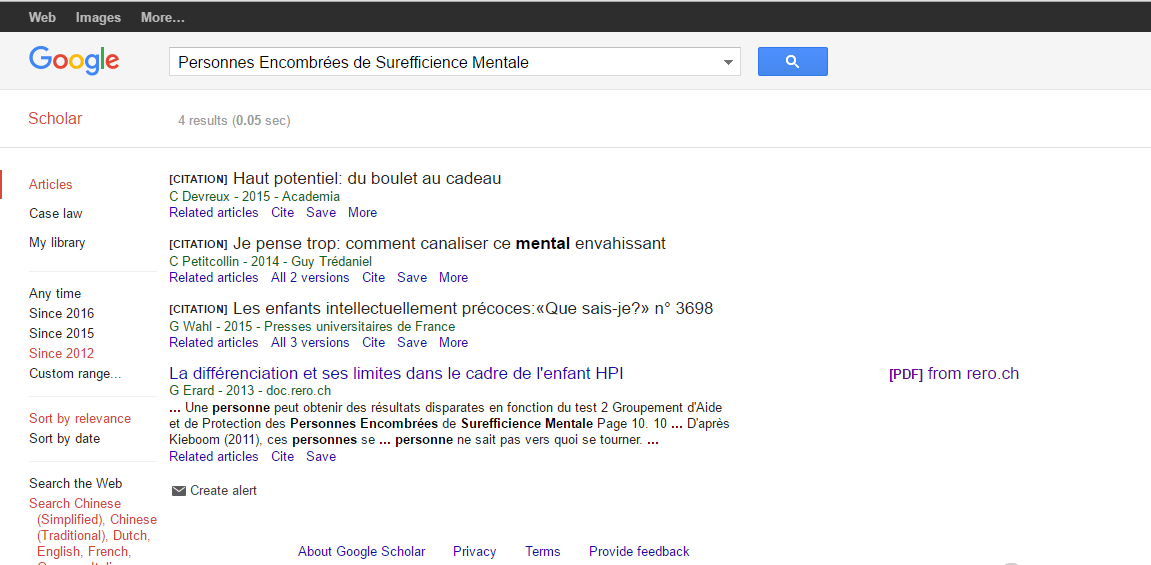 Web Images More...
Google Personnes Encombrées de Surefficience Mentale
Scholar 4 results (0.05 sec)
Articles
Case law
My library
Any time
Since 2016
Since 2015
Since 2012
Custom range...
Sort by relevance
Sort by date
Search the Web
Search Chinese
(Simplified), Chinese
(Traditional), Dutch,
English, French,
[CITATION] Haut potentiel: du boulet au cadeau
C Devreux - 2015 - Academia
Related articles Cite Save More
[CITATION] Je pense trop: comment canaliser ce mental envahissant
C Petitcollin - 2014 - Guy Trédaniel
Related articles All 2 versions Cite Save More
[CITATION] Les enfants intellectuellement précoces:«Que sais-je?» n° 3698
G Wahl - 2015 - Presses universitaires de France
Related articles All 3 versions Cite Save More
La différenciation et ses limites dans le cadre de l'enfant HPI
[PDF] from rero.ch
G Erard - 2013 - doc.rero.ch
... Une personne peut obtenir des résultats disparates en fonction du test 2 Groupement d'Aide
et de Protection des Personnes Encombrées de Surefficience Mentale Page 10. 10 ... D'après
Kieboom (2011), ces personnes se ... personne ne sait pas vers quoi se tourner. ...
Related articles Cite Save
Create alert
About Google Scholar Privacy Terms Provide feedback